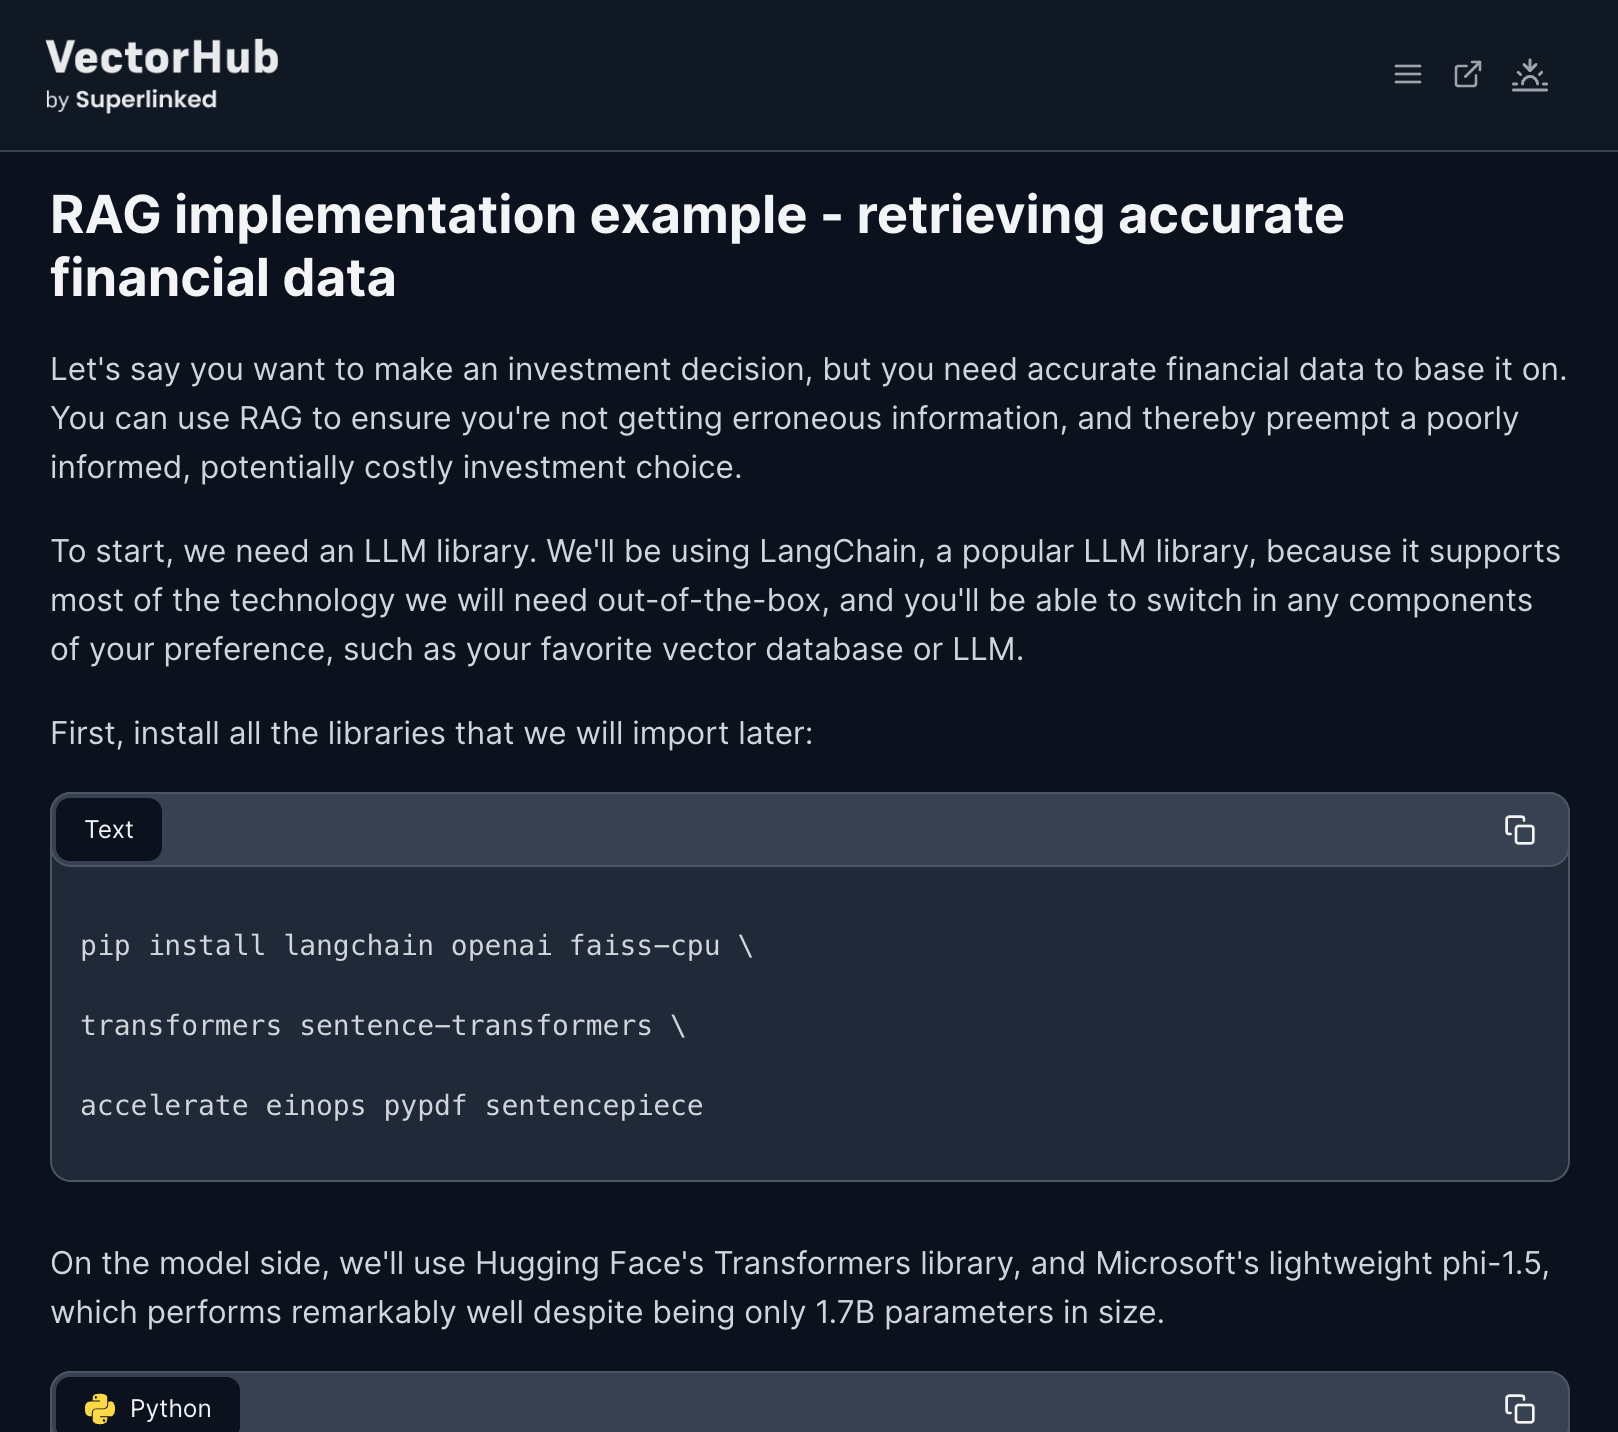 VectorHub
by Superlinked
RAG implementation example - retrieving accurate
financial data
Let's say you want to make an investment decision, but you need accurate financial data to base it on.
You can use RAG to ensure you're not getting erroneous information, and thereby preempt a poorly
informed, potentially costly investment choice.
To start, we need an LLM library. We'll be using LangChain, a popular LLM library, because it supports
most of the technology we will need out-of-the-box, and you'll be able to switch in any components
of your preference, such as your favorite vector database or LLM.
First, install all the libraries that we will import later:
Text
pip install langchain openai faiss-cpu \
transformers sentence-transformers \
accelerate einops pypdf sentencepiece
On the model side, we'll use Hugging Face's Transformers library, and Microsoft's lightweight phi-1.5,
which performs remarkably well despite being only 1.7B parameters in size.
Python